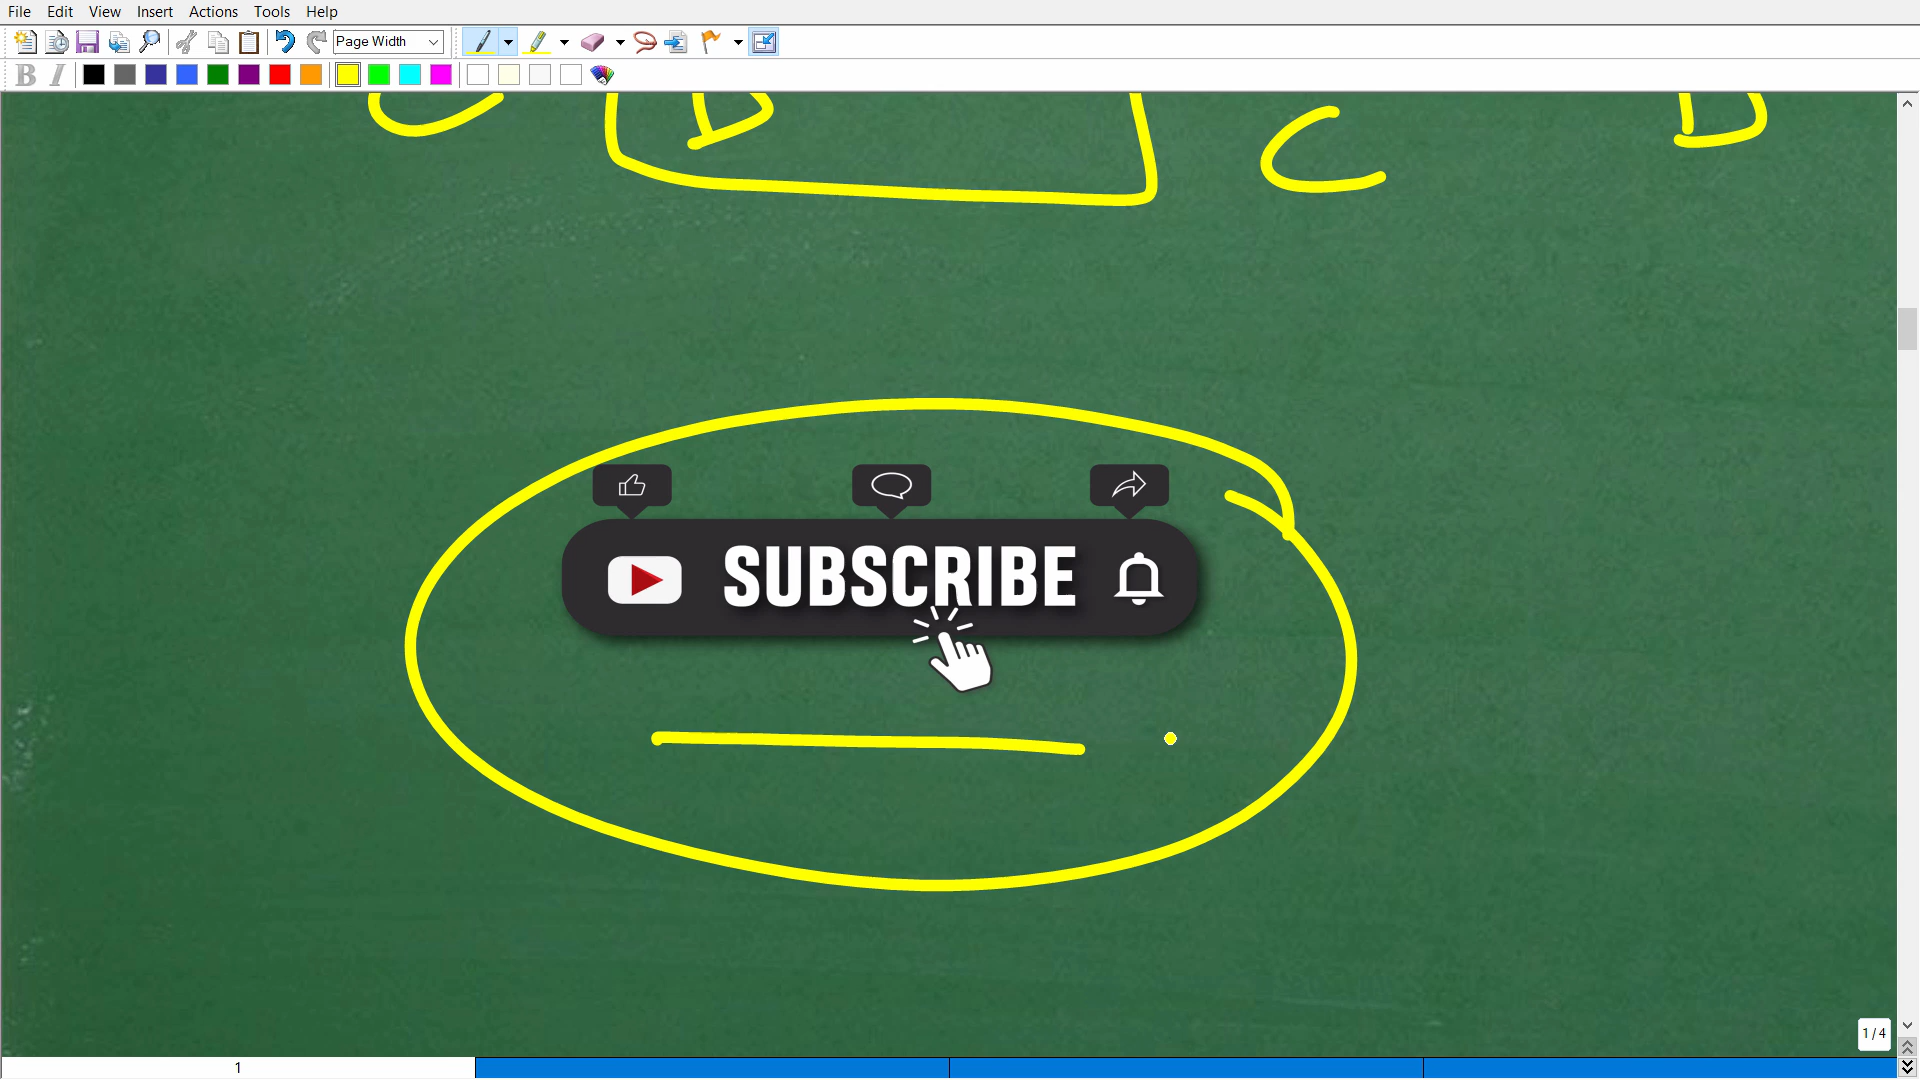 File Edit View Insert Actions Tools Help
Page Width
B I
C B C D
SUBSCRIBE
1 / 4
1